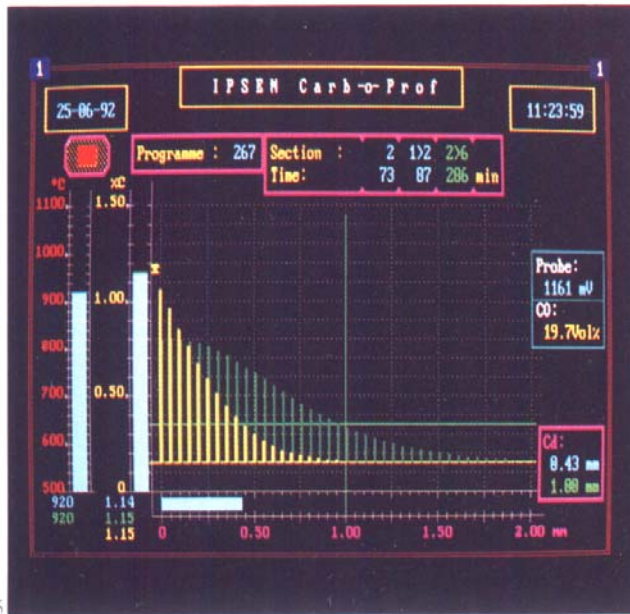 1 1
IPSEN Carb-o-Prof
25-06-92
11:23:59
Programme : 267
Section : 2 1>2 2>6
Time: 73 87 286 min
°C %C
1100 1.50
1000
900 1.00
800
700 0.50
600
500 0
Probe:
1161 mV
CO:
19.7Vol%
Cd:
0.43 mm
1.00 mm
920 1.14
920 1.15
1.15
0 0.50 1.00 1.50 2.00 mm